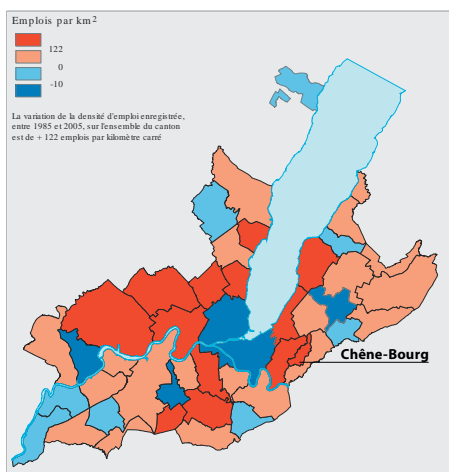 Emplois par km²
122
0
-10
La variation de la densité d'emploi enregistrée,
entre 1985 et 2005, sur l'ensemble du canton
est de + 122 emplois par kilomètre carré
Chêne-Bourg